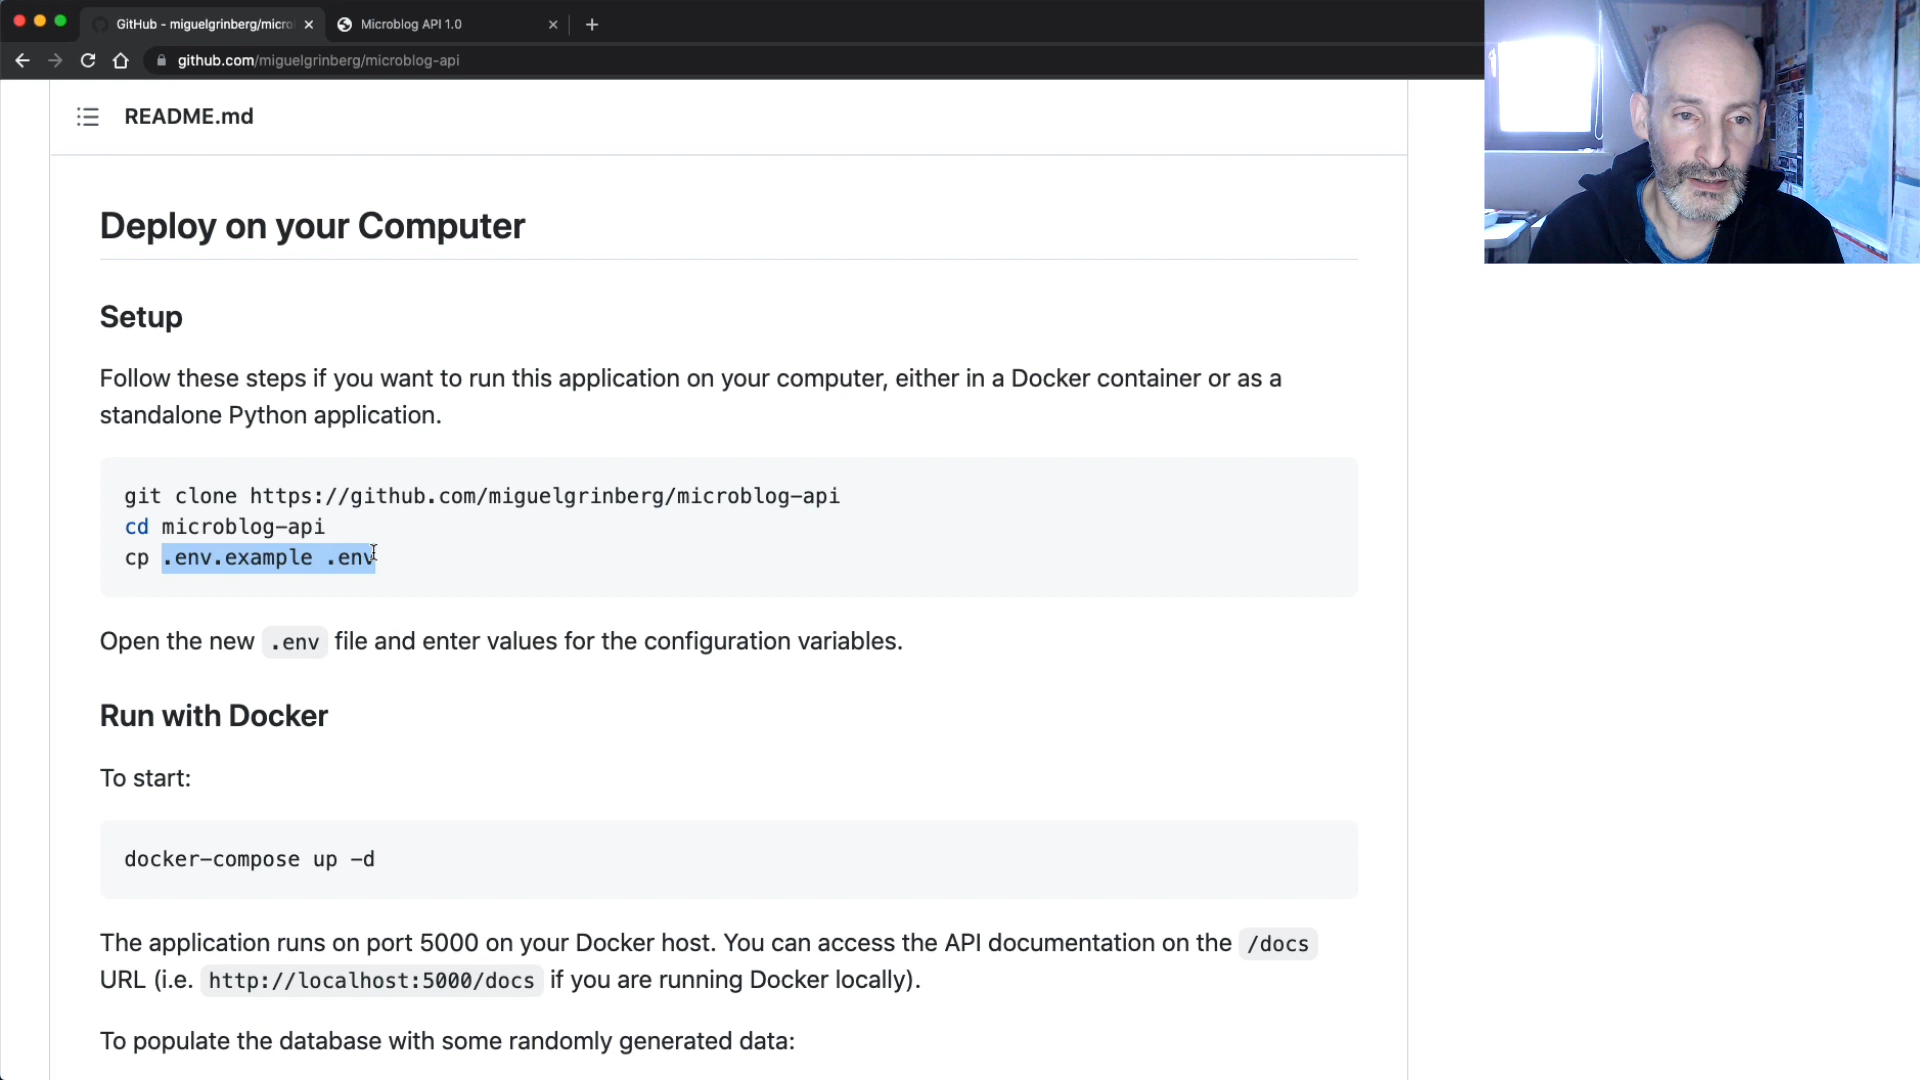 GitHub - miguelgrinberg/micro
Microblog API 1.0
github.com/miguelgrinberg/microblog-api
README.md
Deploy on your Computer
Setup
Follow these steps if you want to run this application on your computer, either in a Docker container or as a
standalone Python application.
git clone https://github.com/miguelgrinberg/microblog-api
cd microblog-api
cp .env.example .env
Open the new .env file and enter values for the configuration variables.
Run with Docker
To start:
docker-compose up -d
The application runs on port 5000 on your Docker host. You can access the API documentation on the /docs
URL (i.e. http://localhost:5000/docs if you are running Docker locally).
To populate the database with some randomly generated data: